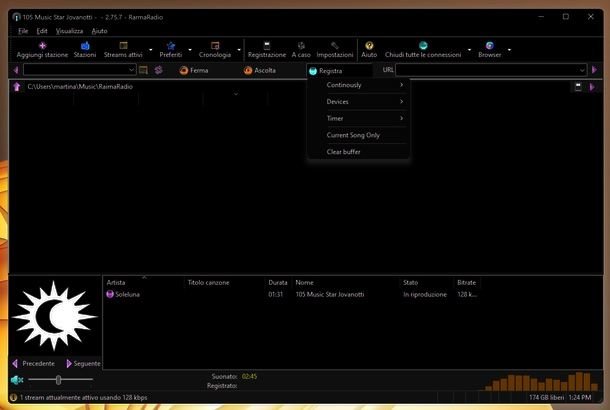 105 Music Star Jovanotti - - 2.75.7 - RarmaRadio
File Edit Visualizza Aiuto
Aggiungi stazione Stazioni Streams attivi Preferiti Cronologia Registrazione A caso Impostazioni Aiuto Chiudi tutte le connessioni Browser
Ferma Ascolta Registra URL
C:\Users\martina\Music\RaimaRadio
Continously
Devices
Timer
Current Song Only
Clear buffer
Artista Titolo canzone Durata Nome Stato Bitrate
Soleluna 01:31 105 Music Star Jovanotti In riproduzione 128 k...
Precedente Seguente
Suonato: 02:45
Registrato:
1 stream attualmente attivo usando 128 kbps 174 GB liberi 1:24 PM